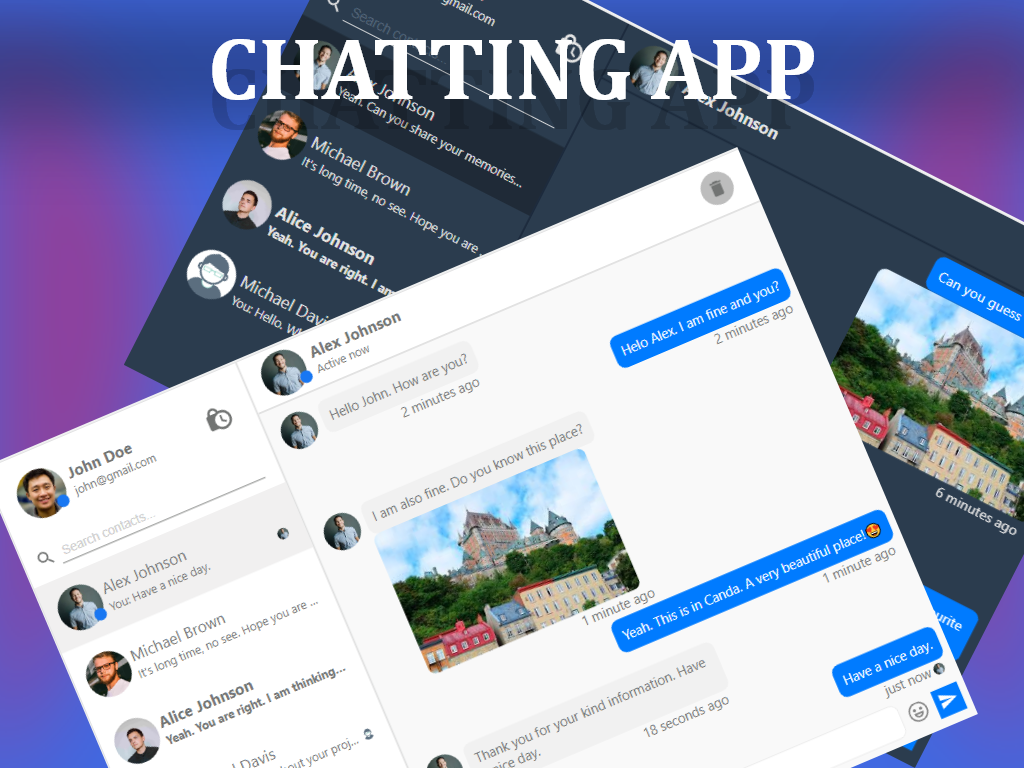 CHATTING APP
@gmail.com
Search contacts...
Alex Johnson
Yeah. Can you share your memories...
Michael Brown
It's long time, no see. Hope you are
Alice Johnson
Yeah. You are right. I am
Michael Davis
You: Hello.
Alex Johnson
Can you guess
6 minutes ago
John Doe
john@gmail.com
Search contacts...
Alex Johnson
You: Have a nice day.
Michael Brown
It's long time, no see. Hope you are ...
Alice Johnson
Yeah. You are right. I am thinking...
Davis
out your proj...
Alex Johnson
Active now
Helo Alex. I am fine and you?
2 minutes ago
Hello John. How are you?
2 minutes ago
I am also fine. Do you know this place?
1 minute ago
Yeah. This is in Canda. A very beautiful place!🤩
1 minute ago
Thank you for your kind information. Have
nice day.
18 seconds ago
Have a nice day.
just now